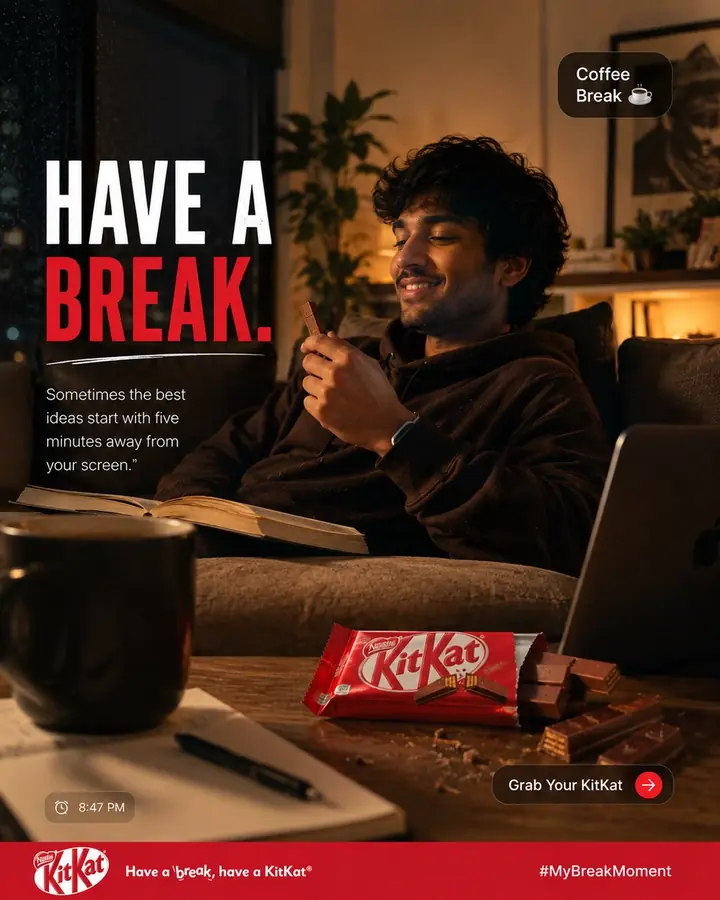 Coffee
Break ☕
HAVE A
BREAK.
Sometimes the best
ideas start with five
minutes away from
your screen.”
Nestlé
KitKat
Grab Your KitKat
8:47 PM
Nestlé
KitKat
Have a break, have a KitKat®
#MyBreakMoment